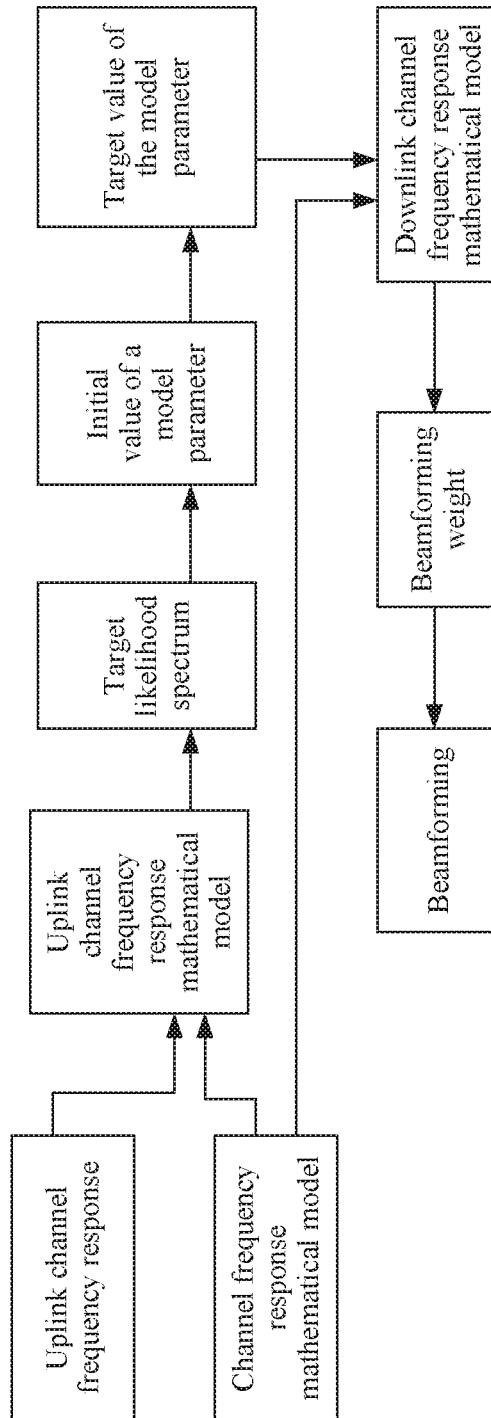 Uplink channel
frequency response
Channel frequency
response
mathematical model
Uplink
channel
frequency
response
mathematical
model
Target
likelihood
spectrum
Initial
value of a
model
parameter
Target value of
the model
parameter
Downlink channel
frequency response
mathematical model
Beamforming
weight
Beamforming